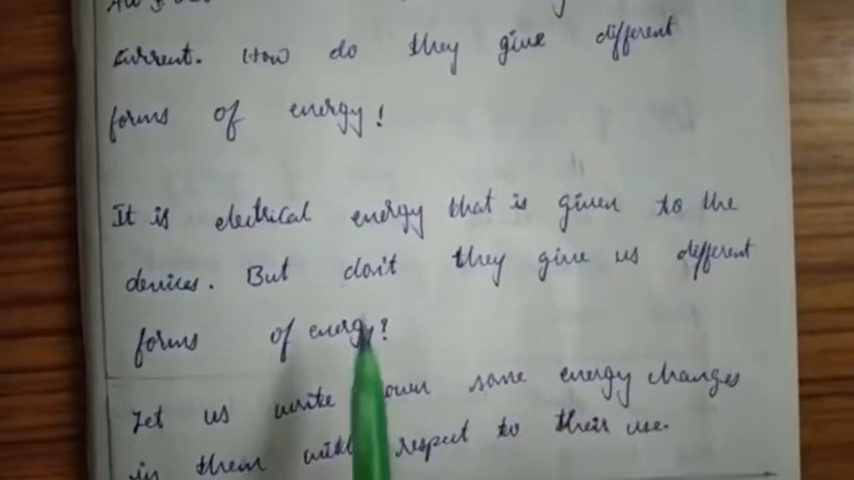 current. How do they give different
forms of energy!
It is electrical energy that is given to the
devices. But don't they give us different
forms of energy?
Let us write down some energy changes
in them with respect to their use.